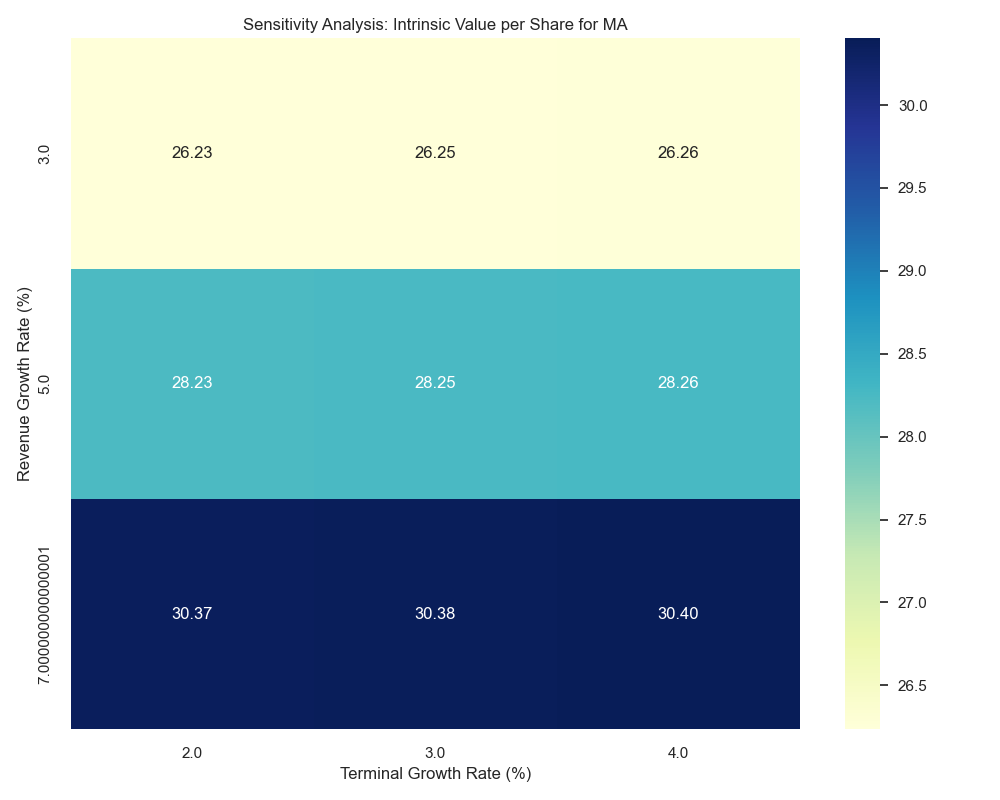 Sensitivity Analysis: Intrinsic Value per Share for MA
Revenue Growth Rate (%)
3.0
26.23 26.25 26.26
5.0
28.23 28.25 28.26
7.000000000000001
30.37 30.38 30.40
2.0 3.0 4.0
Terminal Growth Rate (%)
30.0
29.5
29.0
28.5
28.0
27.5
27.0
26.5